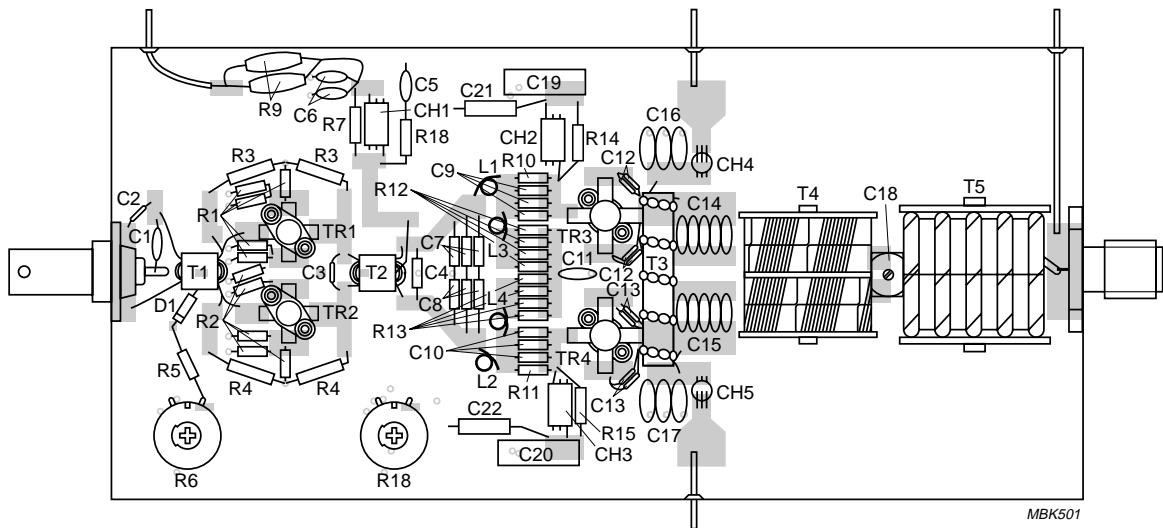 C19
C5
C21
R9
C6
CH1
R7
R18
CH2
R14
C16
R3
R3
C9
L1
R10
C12
CH4
R12
C2
T4
C18
T5
R1
C14
C1
TR1
C7
TR3
L3
C11
T1
C3
T2
C4
T3
C12
D1
C8
L4
C13
R2
TR2
R13
C15
C10
TR4
R5
R4
R4
L2
R11
C13
CH5
C22
R15
C17
C20
CH3
R6
R18
MBK501